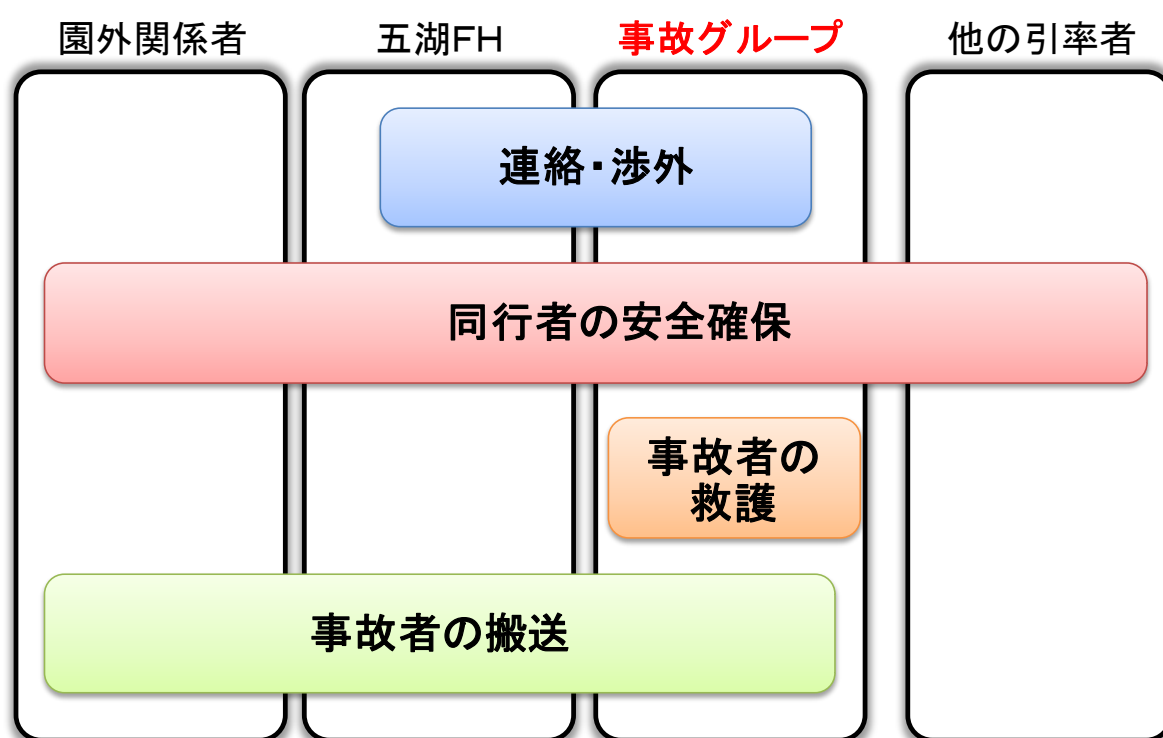 園外関係者
五湖FH
事故グループ
他の引率者
連絡・渉外
同行者の安全確保
事故者の
救護
事故者の搬送